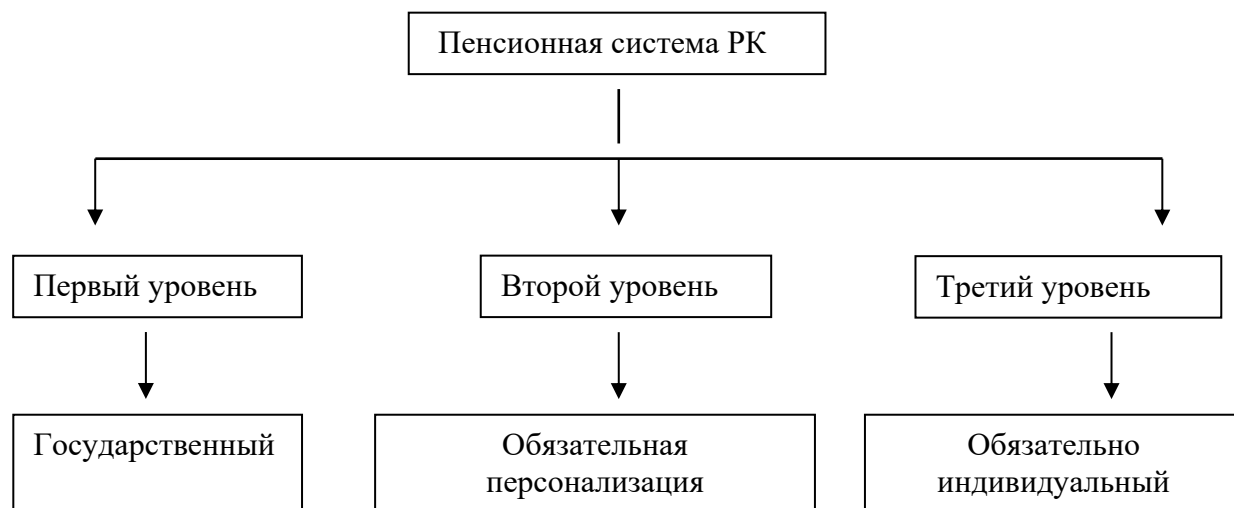 Пенсионная система РК
Первый уровень
Второй уровень
Третий уровень
Государственный
Обязательная
персонализация
Обязательно
индивидуальный